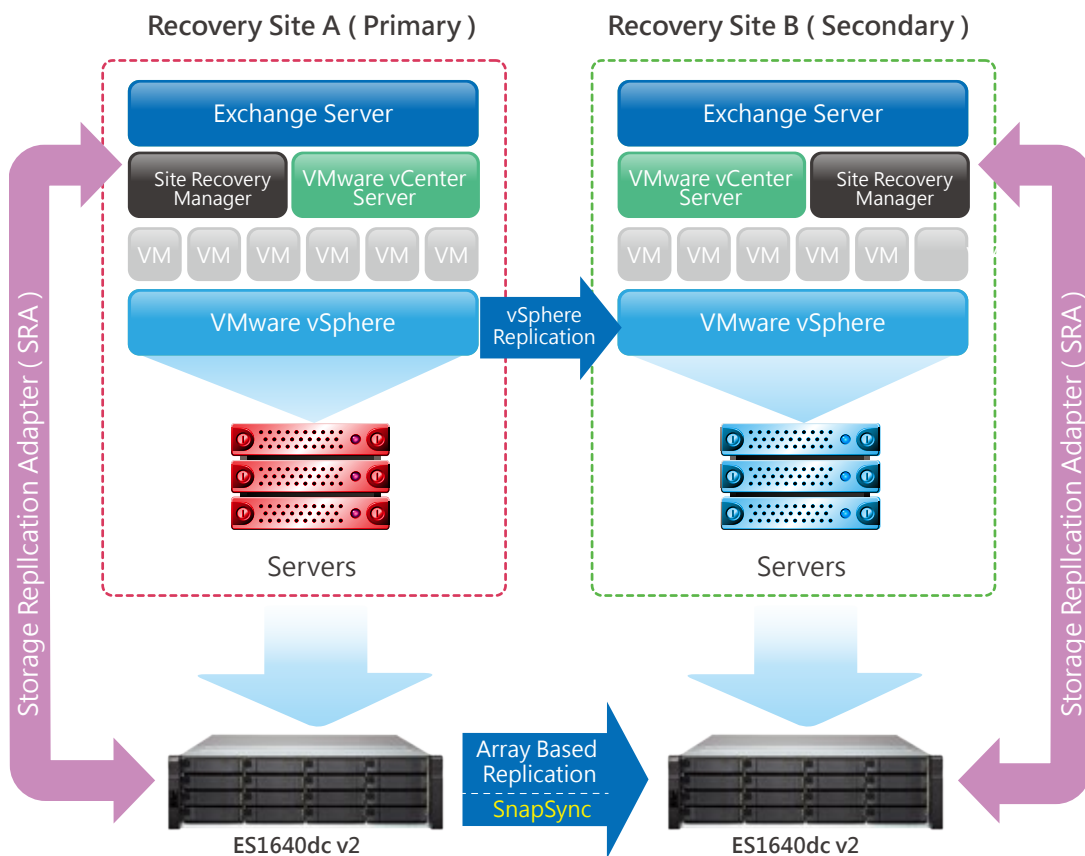 Recovery Site A ( Primary )
Recovery Site B ( Secondary )
Exchange Server
Site Recovery
Manager
VMware vCenter
Server
VM VM VM VM VM VM
VMware vSphere
Servers
vSphere
Replication
Exchange Server
VMware vCenter
Server
Site Recovery
Manager
VM VM VM VM VM
VMware vSphere
Servers
Storage Repllcation Adapter ( SRA )
Storage Repllcation Adapter ( SRA )
Array Based
Replication
SnapSync
ES1640dc v2
ES1640dc v2